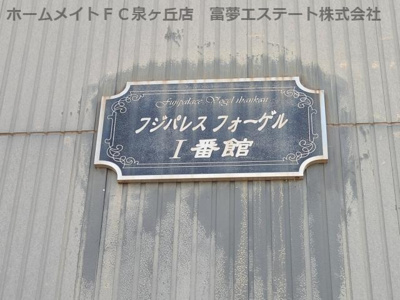 ホームメイトFC泉ヶ丘店　富夢エステート株式会社
Fujipalace Vogel ibankan
フジパレス フォーゲル
I番館